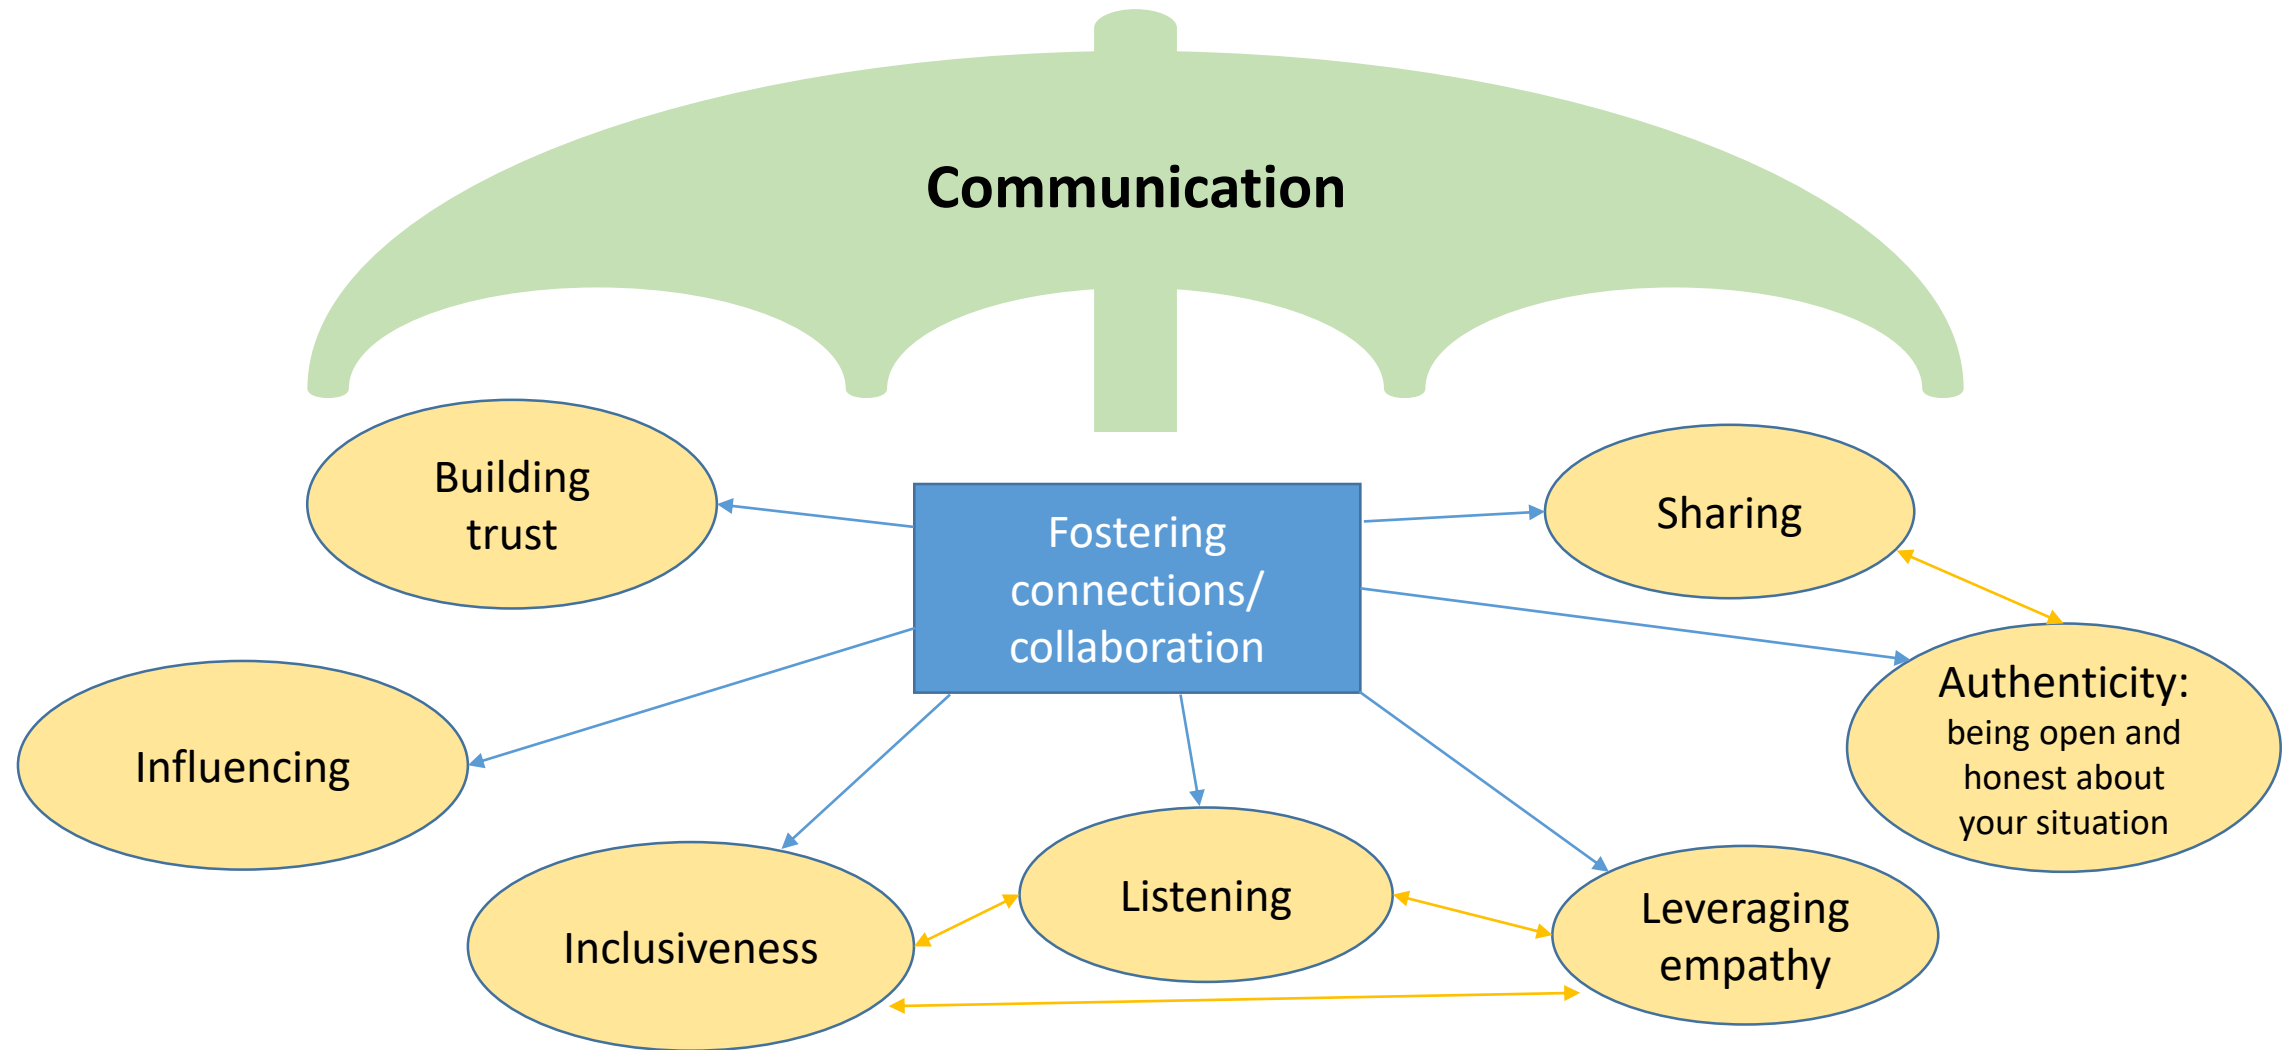 Communication
Building
trust
Fostering
connections/
collaboration
Sharing
Influencing
Authenticity:
being open and
honest about
your situation
Inclusiveness
Listening
Leveraging
empathy